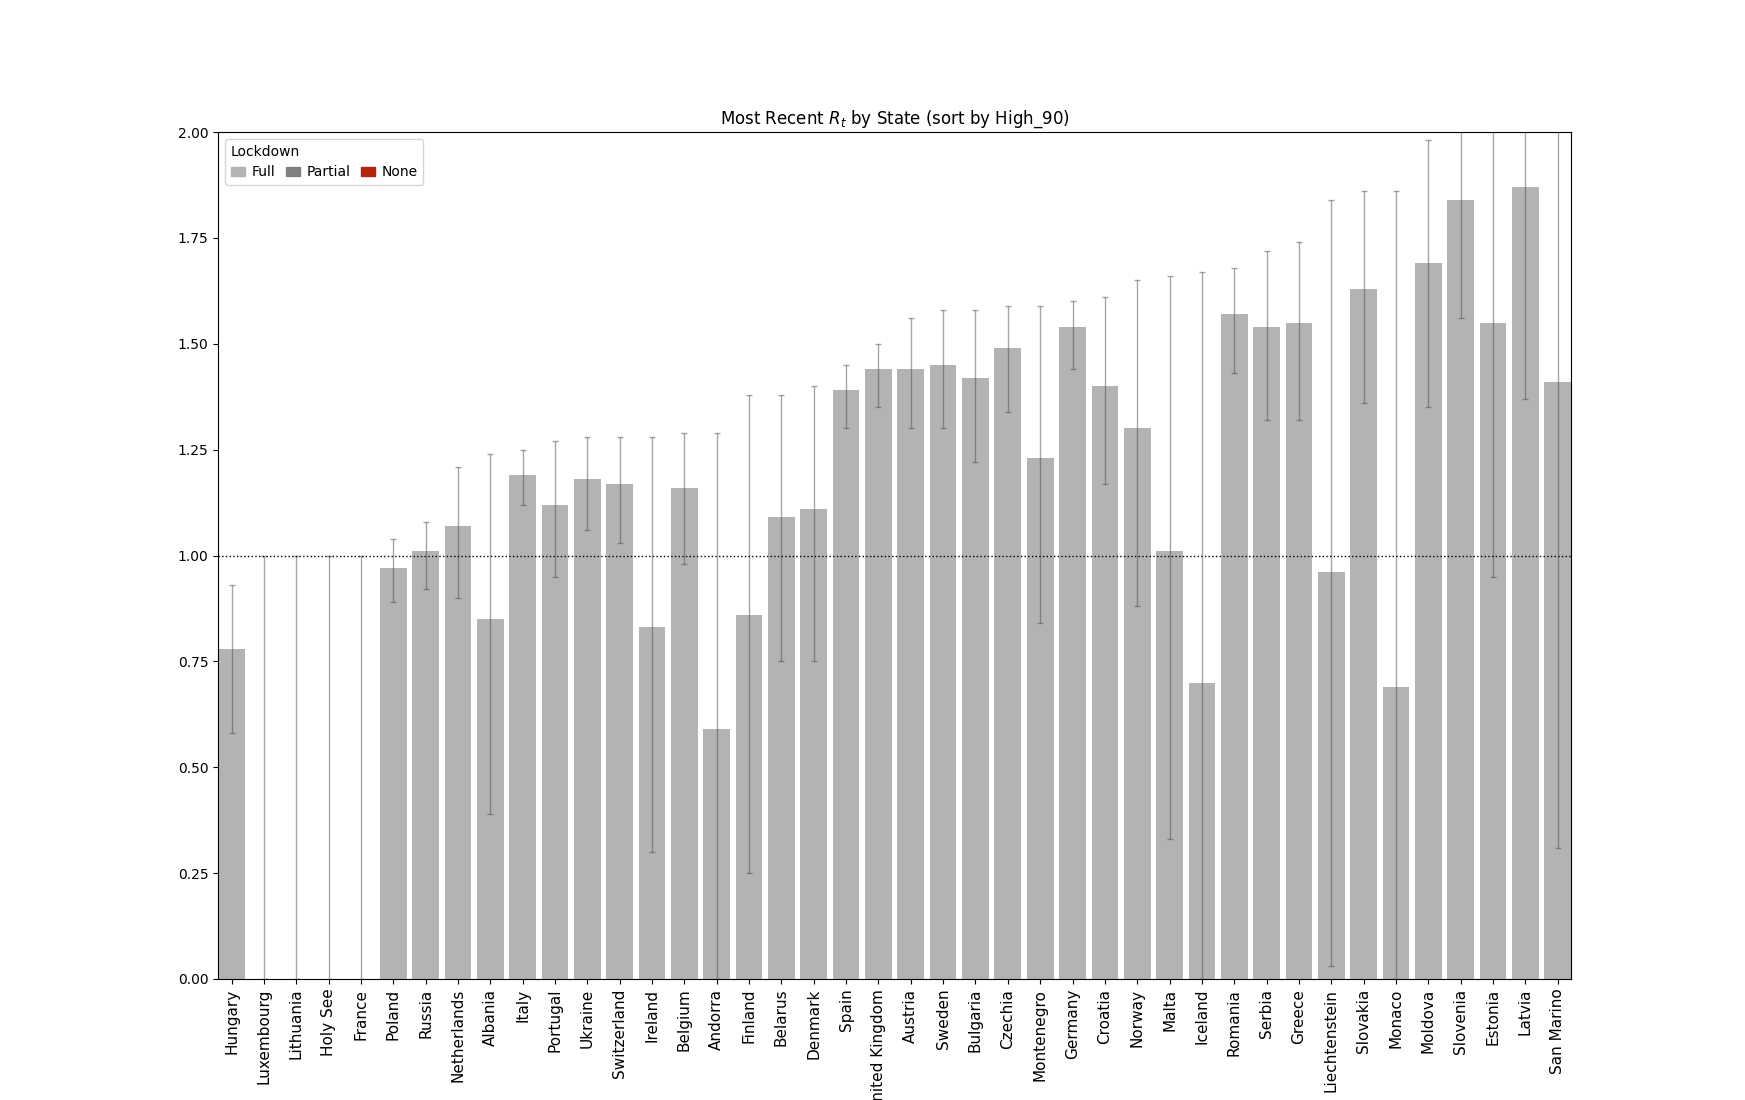 Most Recent R_t by State (sort by High_90)
Lockdown
Full Partial None
2.00
1.75
1.50
1.25
1.00
0.75
0.50
0.25
0.00
Hungary
Luxembourg
Lithuania
Holy See
France
Poland
Russia
Netherlands
Albania
Italy
Portugal
Ukraine
Switzerland
Ireland
Belgium
Andorra
Finland
Belarus
Denmark
Spain
nited Kingdom
Austria
Sweden
Bulgaria
Czechia
Montenegro
Germany
Croatia
Norway
Malta
Iceland
Romania
Serbia
Greece
Liechtenstein
Slovakia
Monaco
Moldova
Slovenia
Estonia
Latvia
San Marino